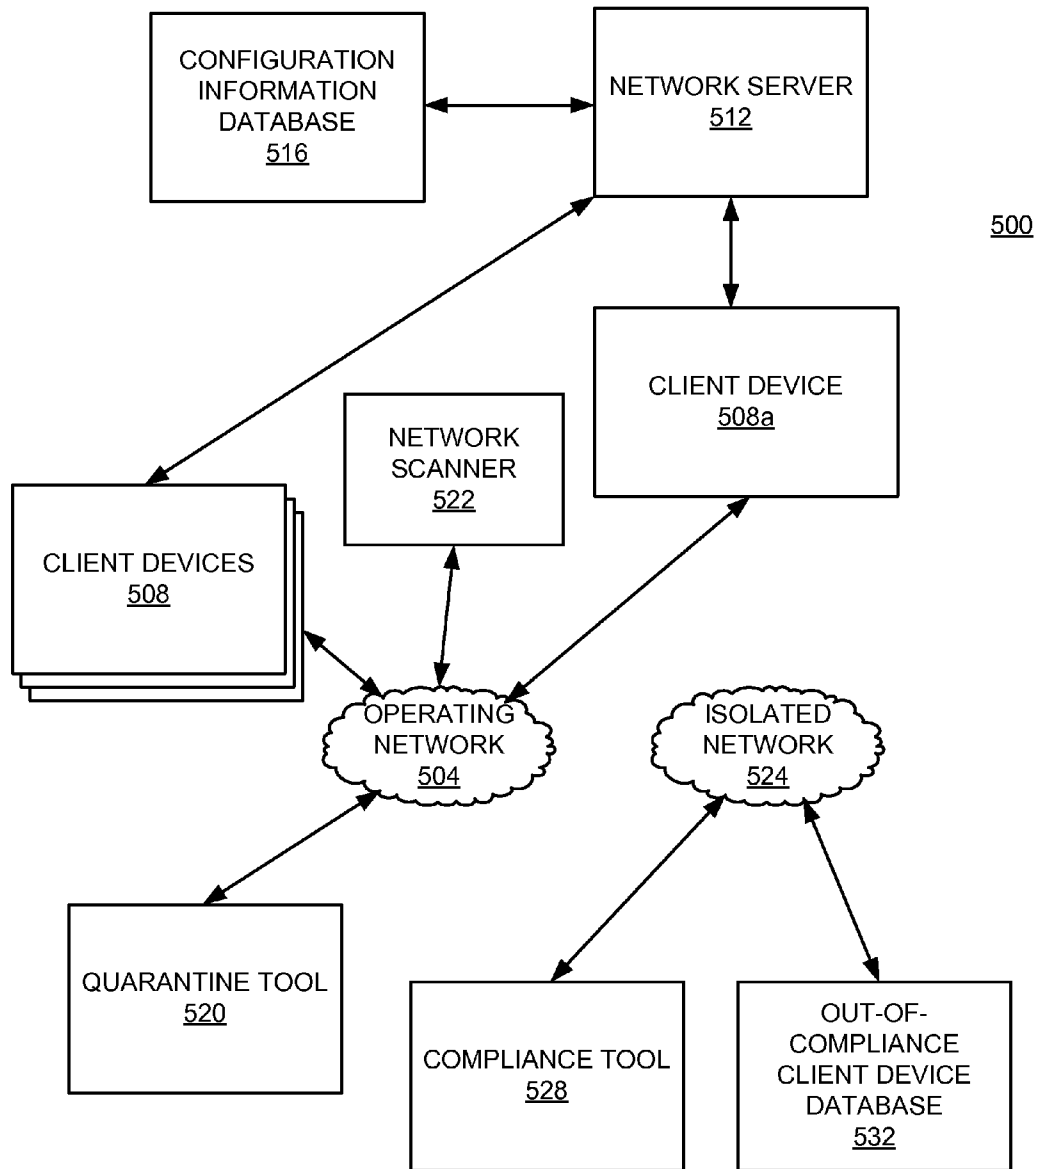 CONFIGURATION
INFORMATION
DATABASE
516
NETWORK SERVER
512
500
CLIENT DEVICE
508a
NETWORK
SCANNER
522
CLIENT DEVICES
508
OPERATING
NETWORK
504
ISOLATED
NETWORK
524
QUARANTINE TOOL
520
COMPLIANCE TOOL
528
OUT-OF-
COMPLIANCE
CLIENT DEVICE
DATABASE
532